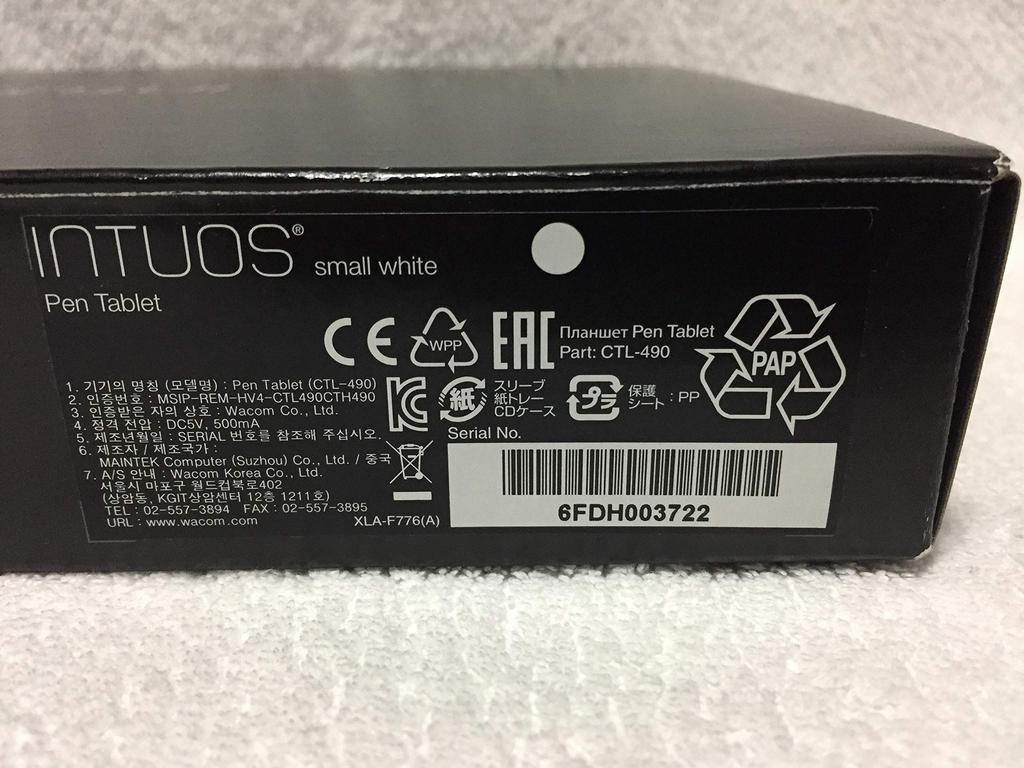 INTUOS® small white
Pen Tablet
CE
WPP
EAC
Планшет Pen Tablet
Part: CTL-490
PAP
1. 기기의 명칭 (모델명) : Pen Tablet (CTL-490)
2. 인증번호 : MSIP-REM-HV4-CTL490CTH490
3. 인증받은 자의 상호 : Wacom Co., Ltd.
4. 정격 전압 : DC5V, 500mA
5. 제조년월일 : SERIAL 번호를 참조해 주십시오.
6. 제조자 / 제조국가 :
MAINTEK Computer (Suzhou) Co., Ltd. / 중국
7. A/S 안내 : Wacom Korea Co., Ltd.
서울시 마포구 월드컵북로402
(상암동, KGIT상암센터 12층 1211호)
TEL : 02-557-3894 FAX : 02-557-3895
URL : www.wacom.com
紙
スリーブ
紙トレー
CDケース
プラ
保護
シート : PP
Serial No.
6FDH003722
XLA-F776(A)